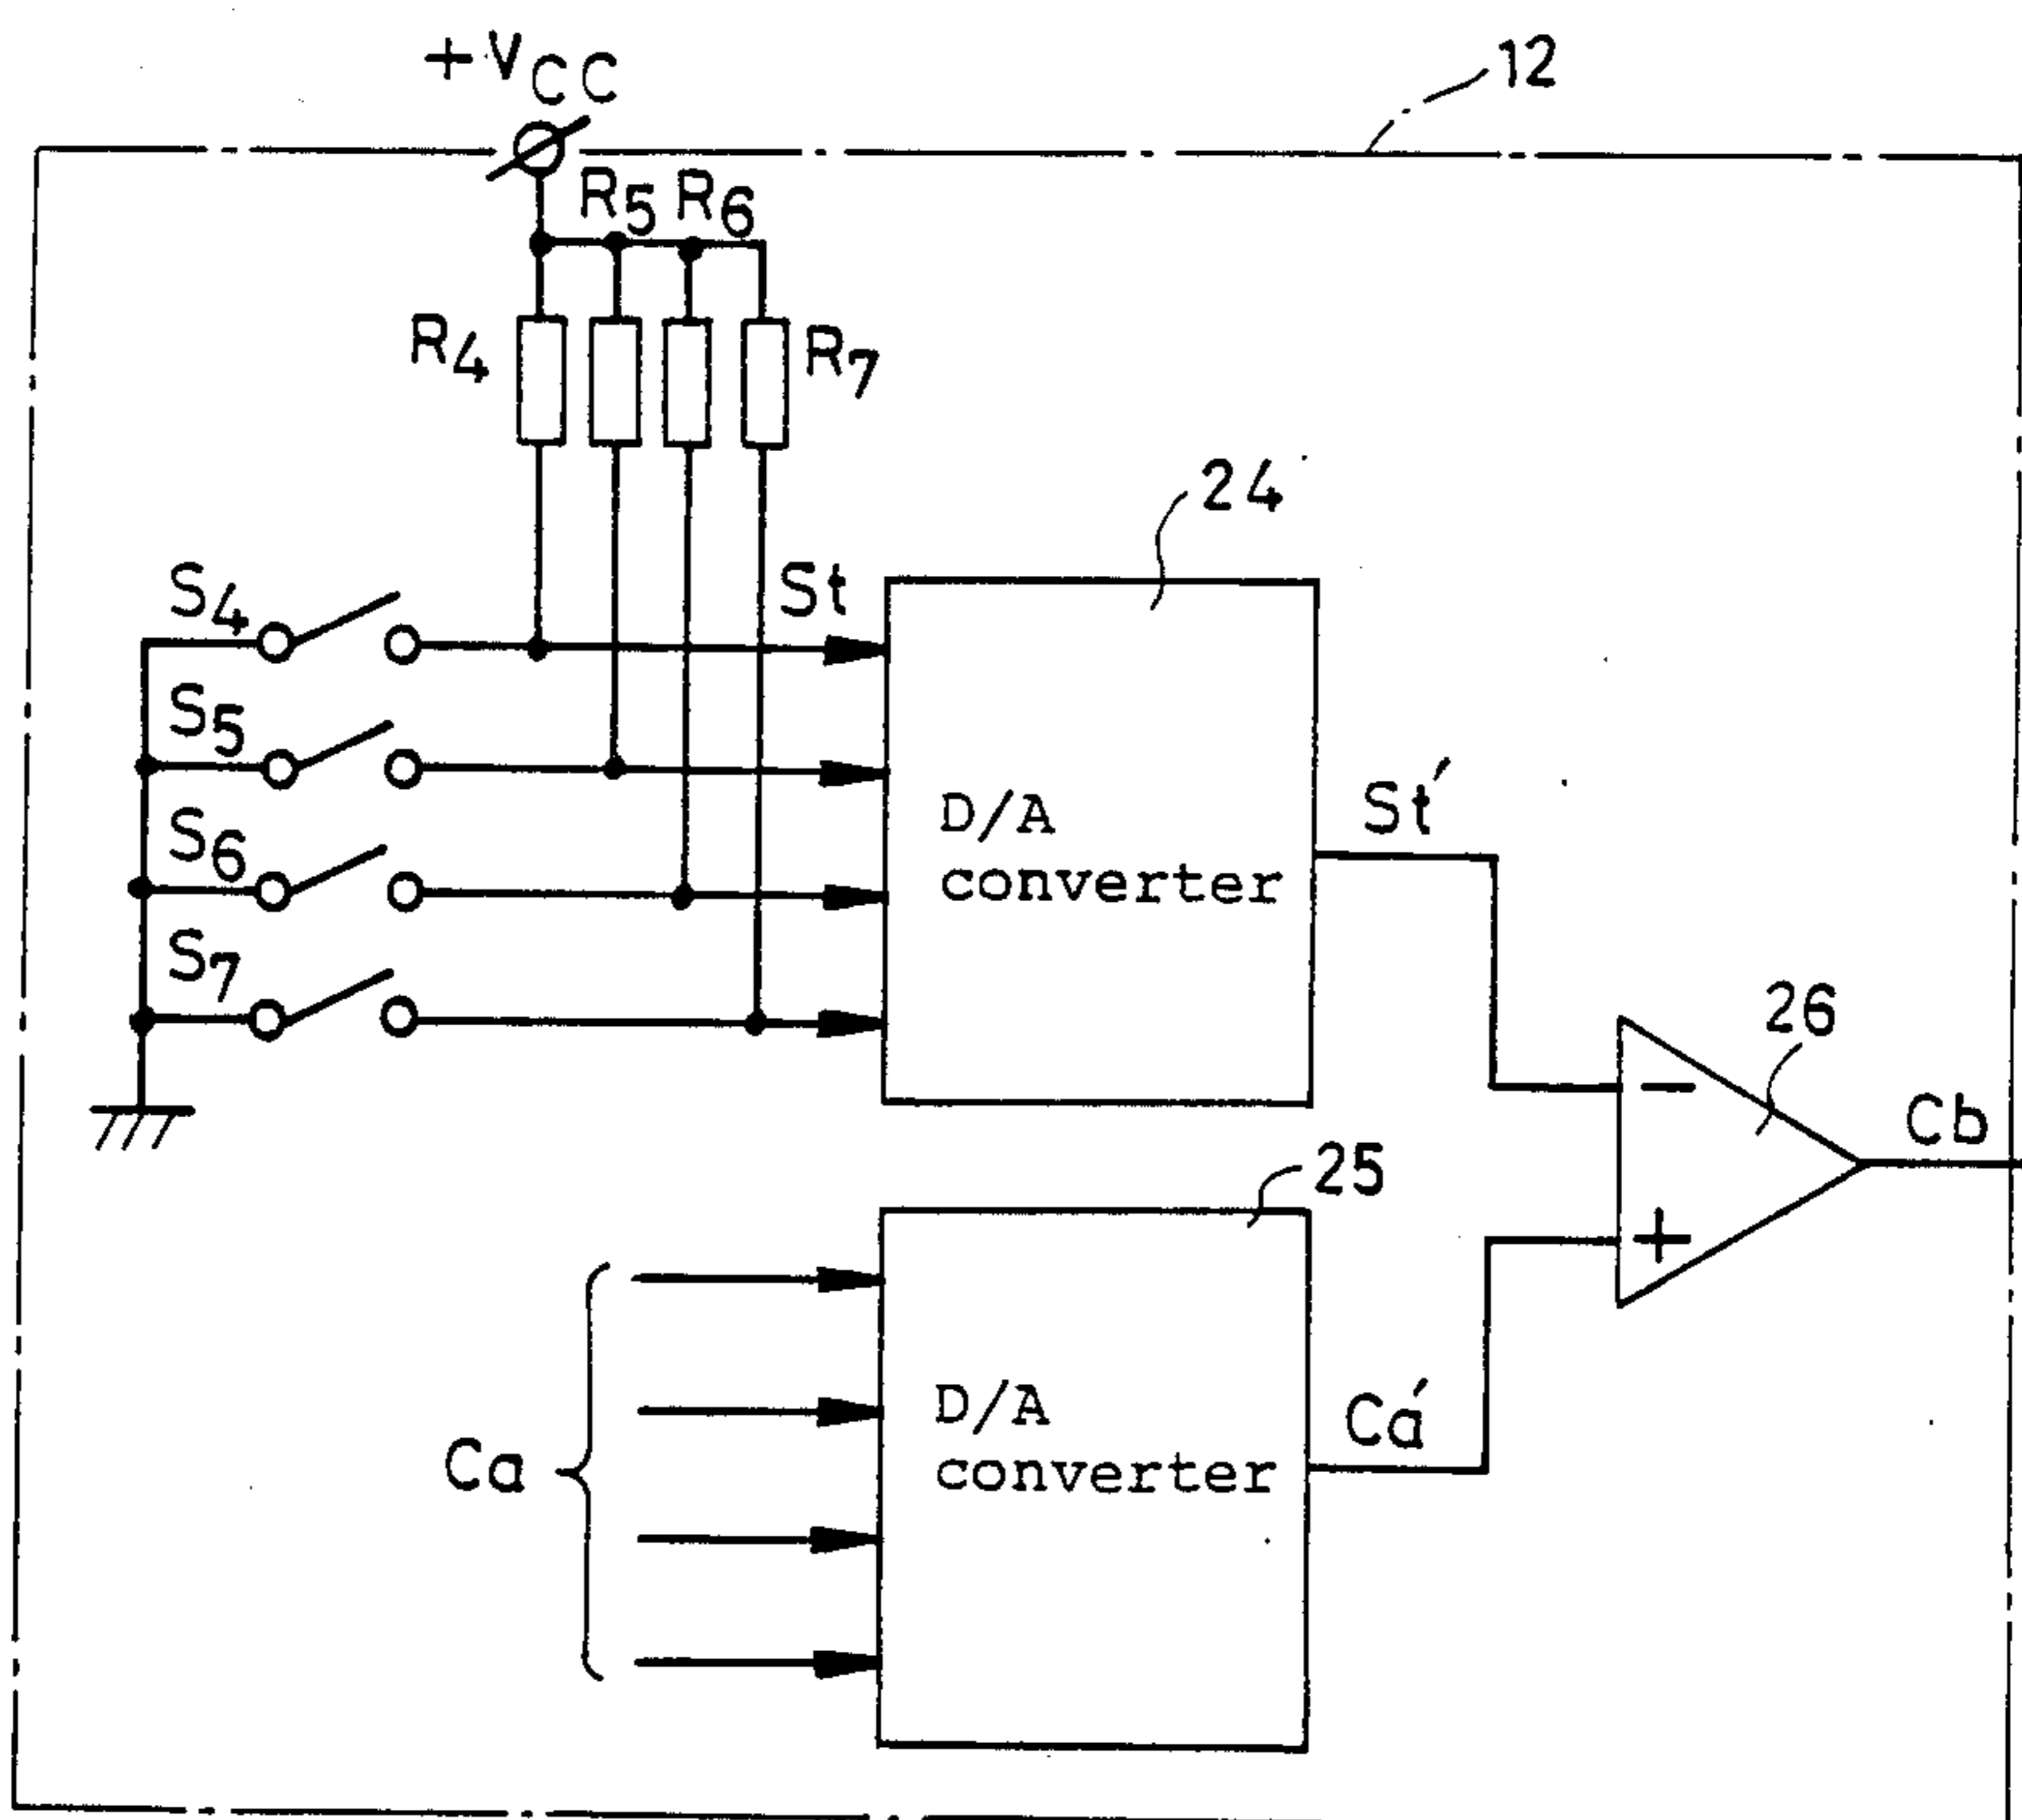 +VCC
12
R5 R6
R4
R7
24
S4
St
S5
D/A
converter
St′
S6
S7
26
Cb
25
−
+
D/A
converter
Ca′
Ca